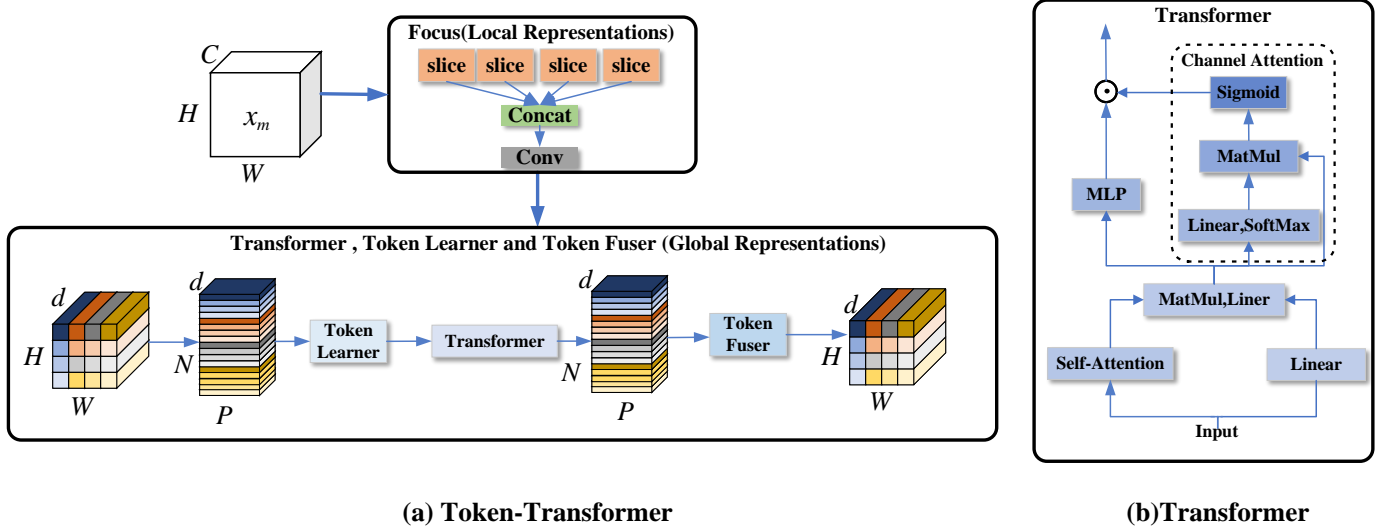 Focus(Local Representations)
slice slice slice slice
Concat
Conv
C
H
x_m
W
Transformer , Token Learner and Token Fuser (Global Representations)
d
H
W
d
N
P
Token
Learner
Transformer
d
N
P
Token
Fuser
d
H
W
(a) Token-Transformer
Transformer
Channel Attention
Sigmoid
MatMul
MLP
Linear,SoftMax
MatMul,Liner
Self-Attention
Linear
Input
(b)Transformer